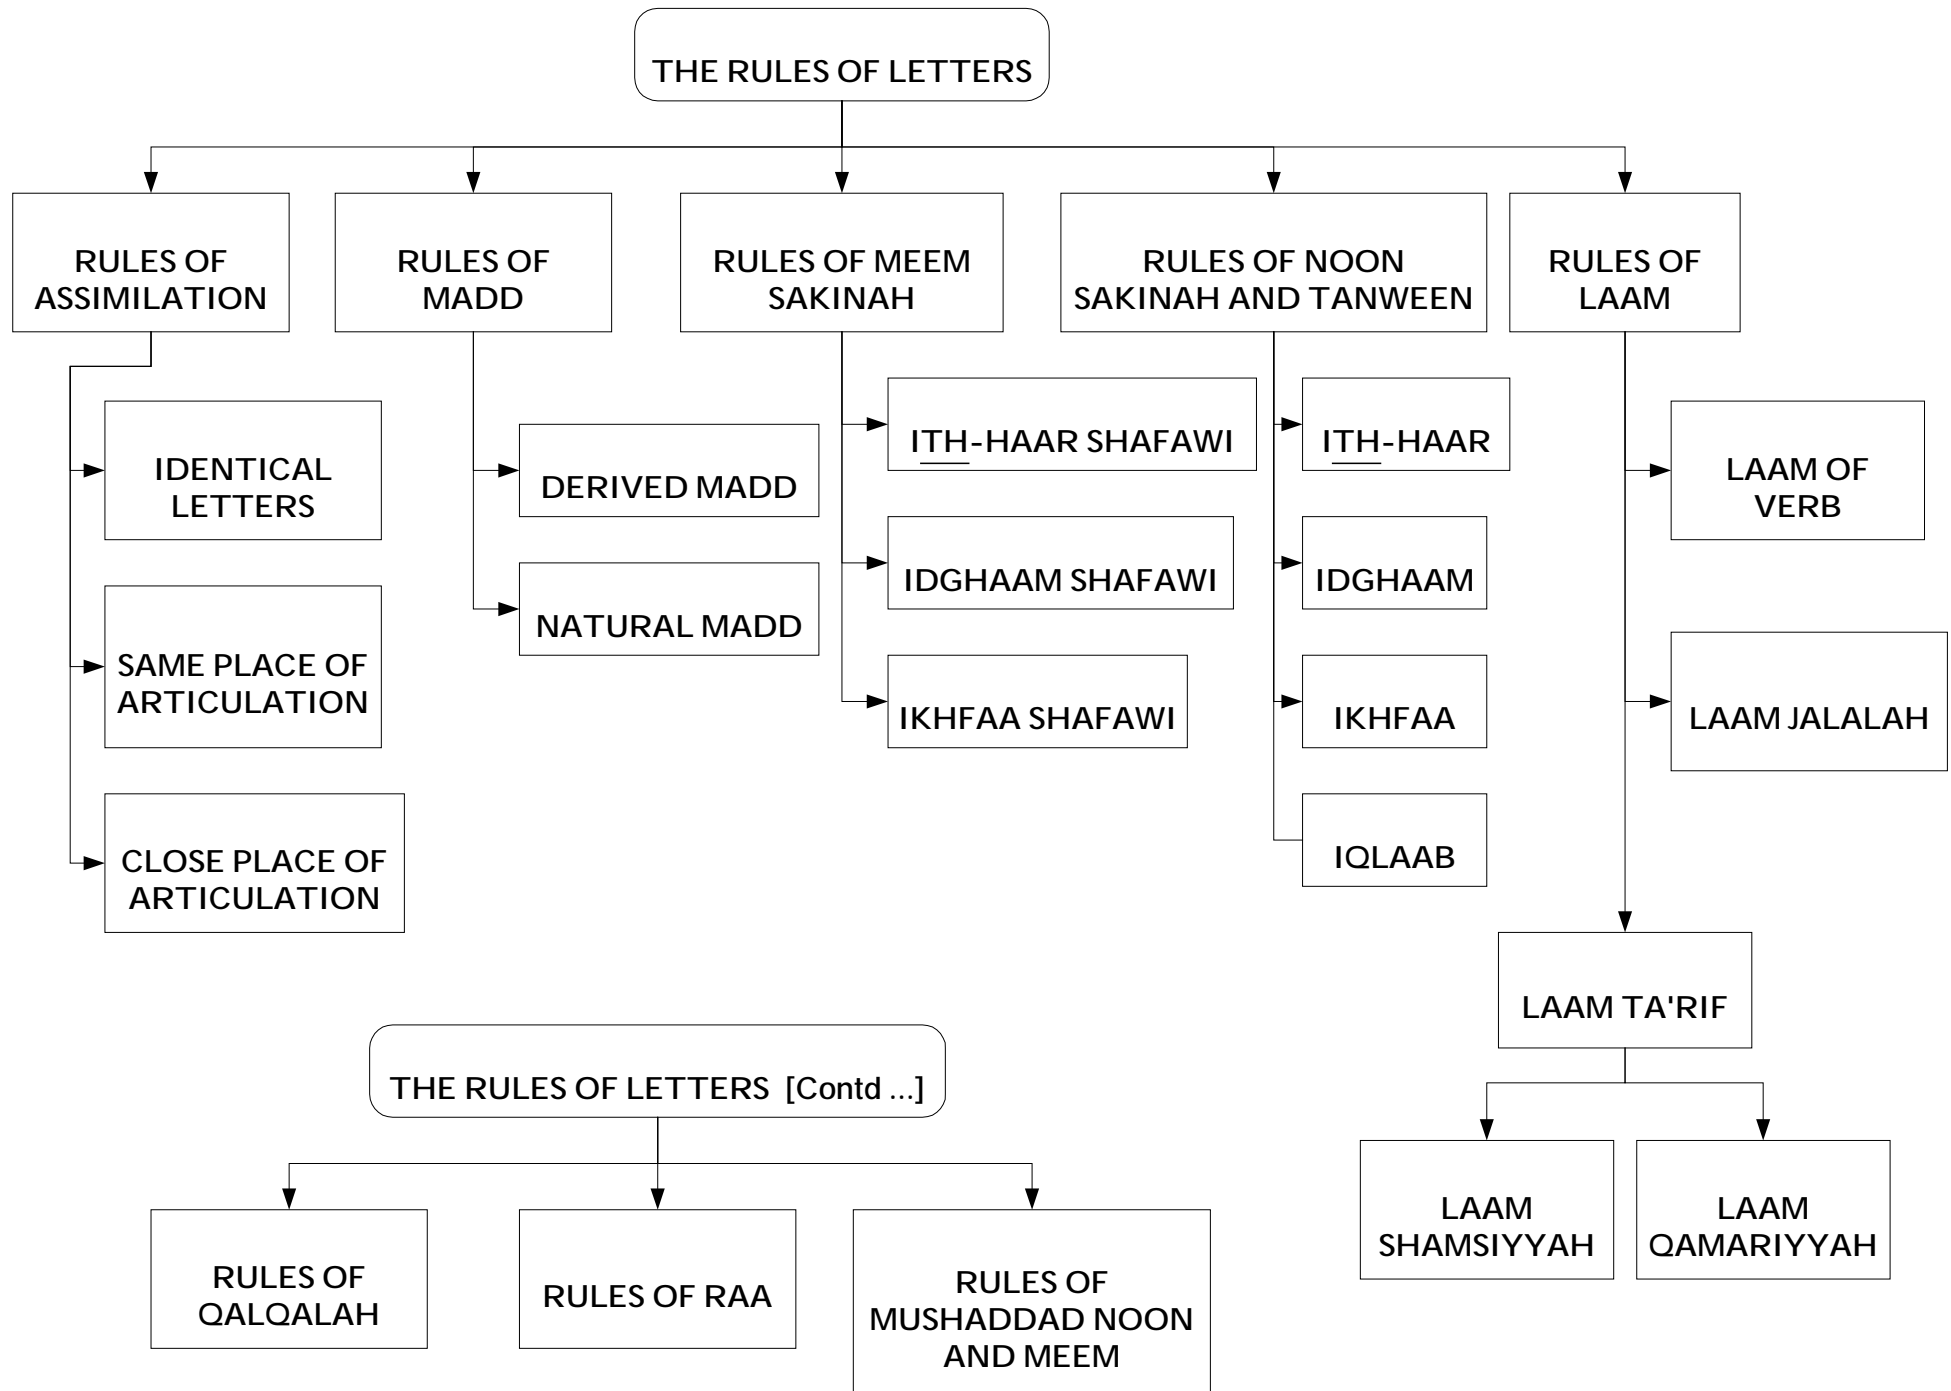 THE RULES OF LETTERS
RULES OF
ASSIMILATION
RULES OF
MADD
RULES OF MEEM
SAKINAH
RULES OF NOON
SAKINAH AND TANWEEN
RULES OF
LAAM
IDENTICAL
LETTERS
SAME PLACE OF
ARTICULATION
CLOSE PLACE OF
ARTICULATION
DERIVED MADD
NATURAL MADD
ITH-HAAR SHAFAWI
IDGHAAM SHAFAWI
IKHFAA SHAFAWI
ITH-HAAR
IDGHAAM
IKHFAA
IQLAAB
LAAM OF
VERB
LAAM JALALAH
LAAM TA'RIF
LAAM
SHAMSIYYAH
LAAM
QAMARIYYAH
THE RULES OF LETTERS [Contd ...]
RULES OF
QALQALAH
RULES OF RAA
RULES OF
MUSHADDAD NOON
AND MEEM